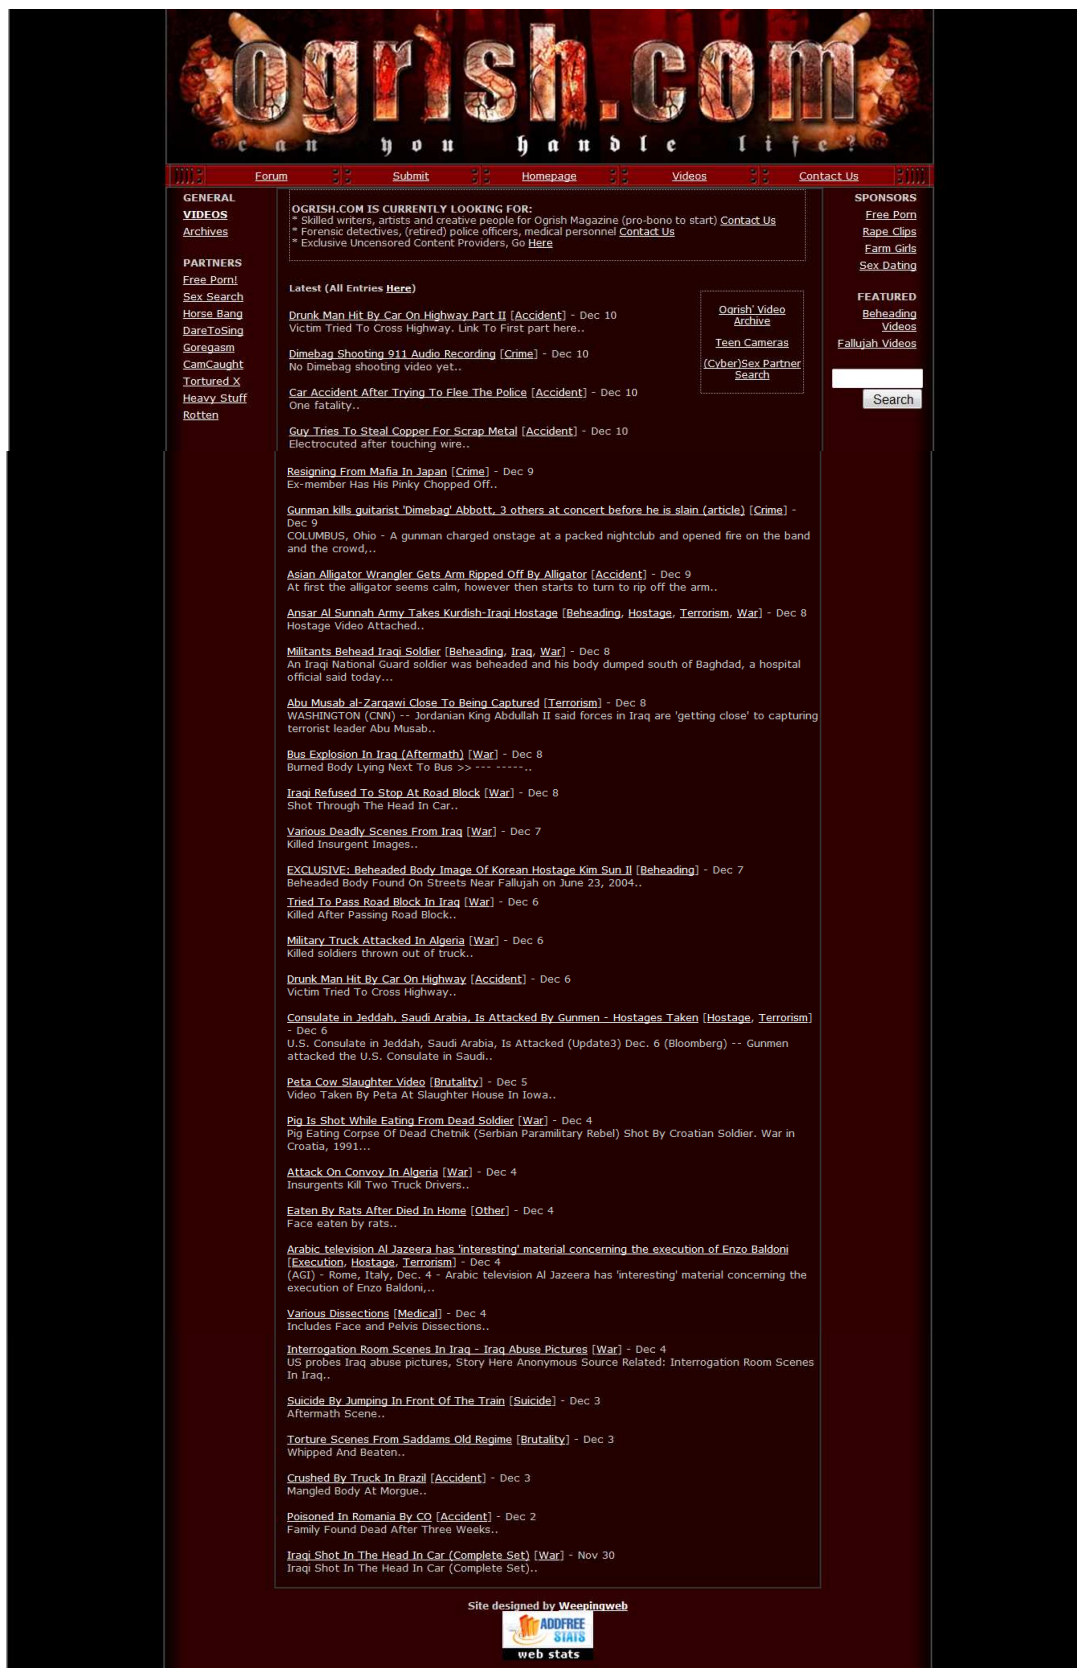 ogrish.com
can you handle life?
Forum Submit Homepage Videos Contact Us
GENERAL
VIDEOS
Archives
PARTNERS
Free Porn!
Sex Search
Horse Bang
DareToSing
Goregasm
CamCaught
Tortured X
Heavy Stuff
Rotten
OGRISH.COM IS CURRENTLY LOOKING FOR:
* Skilled writers, artists and creative people for Ogrish Magazine (pro-bono to start) Contact Us
* Forensic detectives, (retired) police officers, medical personnel Contact Us
* Exclusive Uncensored Content Providers, Go Here
Latest (All Entries Here)
Drunk Man Hit By Car On Highway Part II [Accident] - Dec 10
Victim Tried To Cross Highway. Link To First part here..
Dimebag Shooting 911 Audio Recording [Crime] - Dec 10
No Dimebag shooting video yet..
Car Accident After Trying To Flee The Police [Accident] - Dec 10
One fatality..
Guy Tries To Steal Copper For Scrap Metal [Accident] - Dec 10
Electrocuted after touching wire..
Ogrish' Video
Archive
Teen Cameras
(Cyber)Sex Partner
Search
SPONSORS
Free Porn
Rape Clips
Farm Girls
Sex Dating
FEATURED
Beheading
Videos
Fallujah Videos
Search
Resigning From Mafia In Japan [Crime] - Dec 9
Ex-member Has His Pinky Chopped Off..
Gunman kills guitarist 'Dimebag' Abbott, 3 others at concert before he is slain (article) [Crime] -
Dec 9
COLUMBUS, Ohio - A gunman charged onstage at a packed nightclub and opened fire on the band
and the crowd,..
Asian Alligator Wrangler Gets Arm Ripped Off By Alligator [Accident] - Dec 9
At first the alligator seems calm, however then starts to turn to rip off the arm..
Ansar Al Sunnah Army Takes Kurdish-Iraqi Hostage [Beheading, Hostage, Terrorism, War] - Dec 8
Hostage Video Attached..
Militants Behead Iraqi Soldier [Beheading, Iraq, War] - Dec 8
An Iraqi National Guard soldier was beheaded and his body dumped south of Baghdad, a hospital
official said today...
Abu Musab al-Zarqawi Close To Being Captured [Terrorism] - Dec 8
WASHINGTON (CNN) -- Jordanian King Abdullah II said forces in Iraq are 'getting close' to capturing
terrorist leader Abu Musab..
Bus Explosion In Iraq (Aftermath) [War] - Dec 8
Burned Body Lying Next To Bus >> --- -----..
Iraqi Refused To Stop At Road Block [War] - Dec 8
Shot Through The Head In Car..
Various Deadly Scenes From Iraq [War] - Dec 7
Killed Insurgent Images..
EXCLUSIVE: Beheaded Body Image Of Korean Hostage Kim Sun Il [Beheading] - Dec 7
Beheaded Body Found On Streets Near Fallujah on June 23, 2004..
Tried To Pass Road Block In Iraq [War] - Dec 6
Killed After Passing Road Block..
Military Truck Attacked In Algeria [War] - Dec 6
Killed soldiers thrown out of truck..
Drunk Man Hit By Car On Highway [Accident] - Dec 6
Victim Tried To Cross Highway..
Consulate in Jeddah, Saudi Arabia, Is Attacked By Gunmen - Hostages Taken [Hostage, Terrorism]
- Dec 6
U.S. Consulate in Jeddah, Saudi Arabia, Is Attacked (Update3) Dec. 6 (Bloomberg) -- Gunmen
attacked the U.S. Consulate in Saudi..
Peta Cow Slaughter Video [Brutality] - Dec 5
Video Taken By Peta At Slaughter House In Iowa..
Pig Is Shot While Eating From Dead Soldier [War] - Dec 4
Pig Eating Corpse Of Dead Chetnik (Serbian Paramilitary Rebel) Shot By Croatian Soldier. War in
Croatia, 1991...
Attack On Convoy In Algeria [War] - Dec 4
Insurgents Kill Two Truck Drivers..
Eaten By Rats After Died In Home [Other] - Dec 4
Face eaten by rats..
Arabic television Al Jazeera has 'interesting' material concerning the execution of Enzo Baldoni
[Execution, Hostage, Terrorism] - Dec 4
(AGI) - Rome, Italy, Dec. 4 - Arabic television Al Jazeera has 'interesting' material concerning the
execution of Enzo Baldoni,..
Various Dissections [Medical] - Dec 4
Includes Face and Pelvis Dissections..
Interrogation Room Scenes In Iraq - Iraq Abuse Pictures [War] - Dec 4
US probes Iraq abuse pictures, Story Here Anonymous Source Related: Interrogation Room Scenes
In Iraq..
Suicide By Jumping In Front Of The Train [Suicide] - Dec 3
Aftermath Scene..
Torture Scenes From Saddams Old Regime [Brutality] - Dec 3
Whipped And Beaten..
Crushed By Truck In Brazil [Accident] - Dec 3
Mangled Body At Morgue..
Poisoned In Romania By CO [Accident] - Dec 2
Family Found Dead After Three Weeks..
Iraqi Shot In The Head In Car (Complete Set) [War] - Nov 30
Iraqi Shot In The Head In Car (Complete Set)..
Site designed by Weepingweb
ADDFREE
STATS
web stats